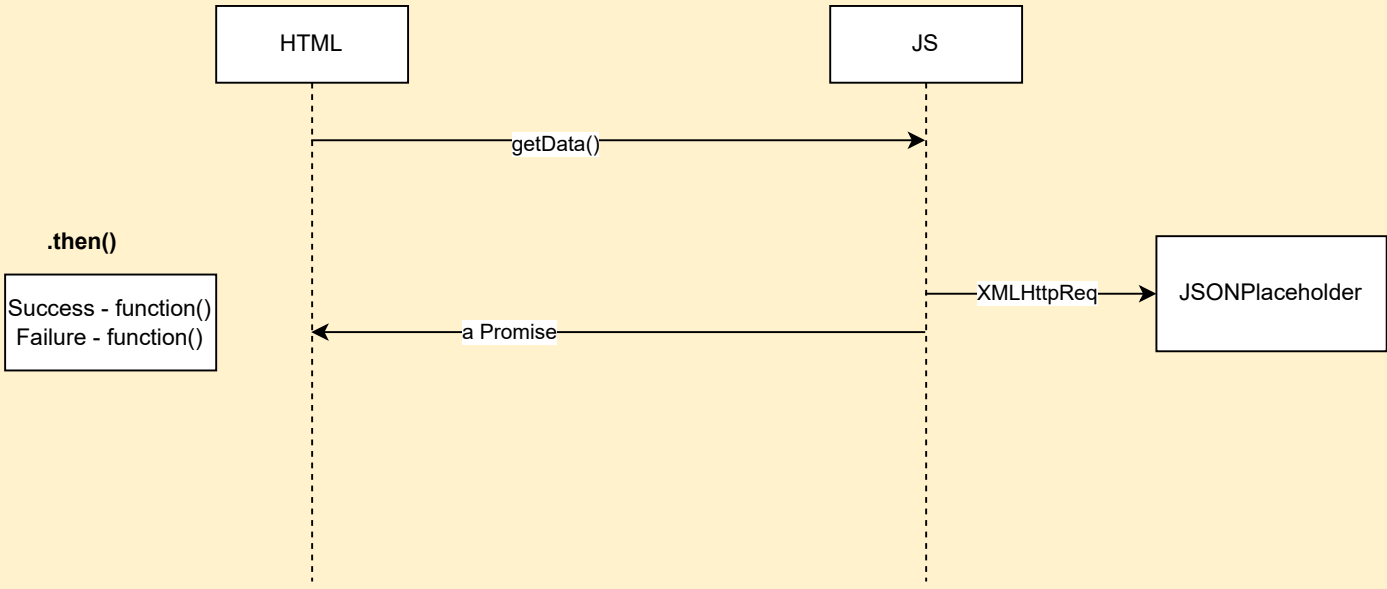 HTML
JS
getData()
.then()
Success - function()
Failure - function()
XMLHttpReq
JSONPlaceholder
a Promise